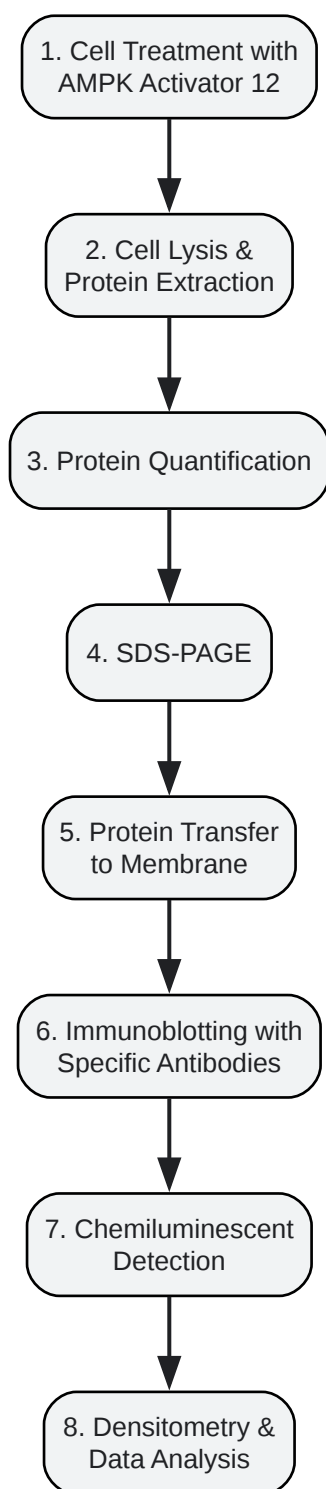 1. Cell Treatment with
AMPK Activator 12
2. Cell Lysis &
Protein Extraction
3. Protein Quantification
4. SDS-PAGE
5. Protein Transfer
to Membrane
6. Immunoblotting with
Specific Antibodies
7. Chemiluminescent
Detection
8. Densitometry &
Data Analysis